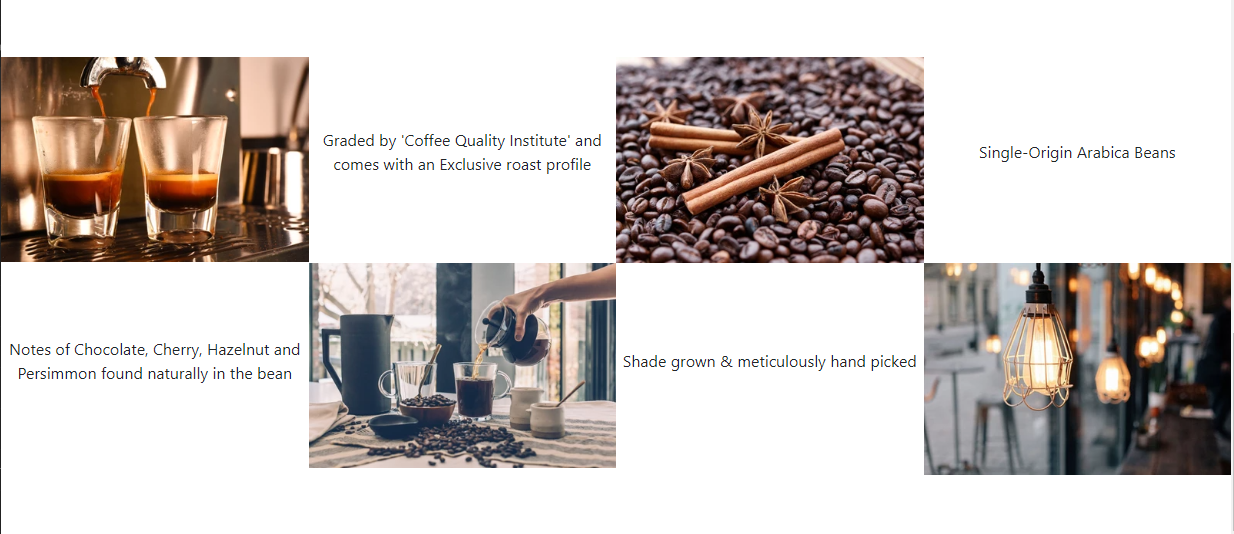 Graded by 'Coffee Quality Institute' and
comes with an Exclusive roast profile
Single-Origin Arabica Beans
Notes of Chocolate, Cherry, Hazelnut and
Persimmon found naturally in the bean
Shade grown & meticulously hand picked